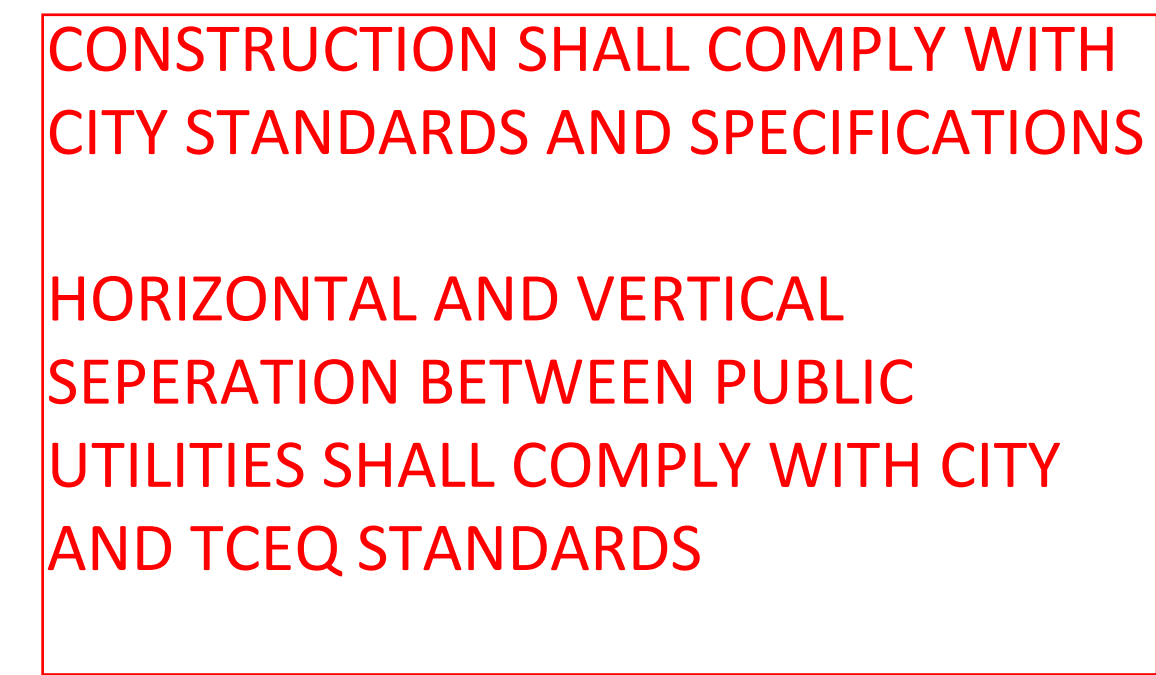 CONSTRUCTION SHALL COMPLY WITH
CITY STANDARDS AND SPECIFICATIONS
HORIZONTAL AND VERTICAL
SEPERATION BETWEEN PUBLIC
UTILITIES SHALL COMPLY WITH CITY
AND TCEQ STANDARDS